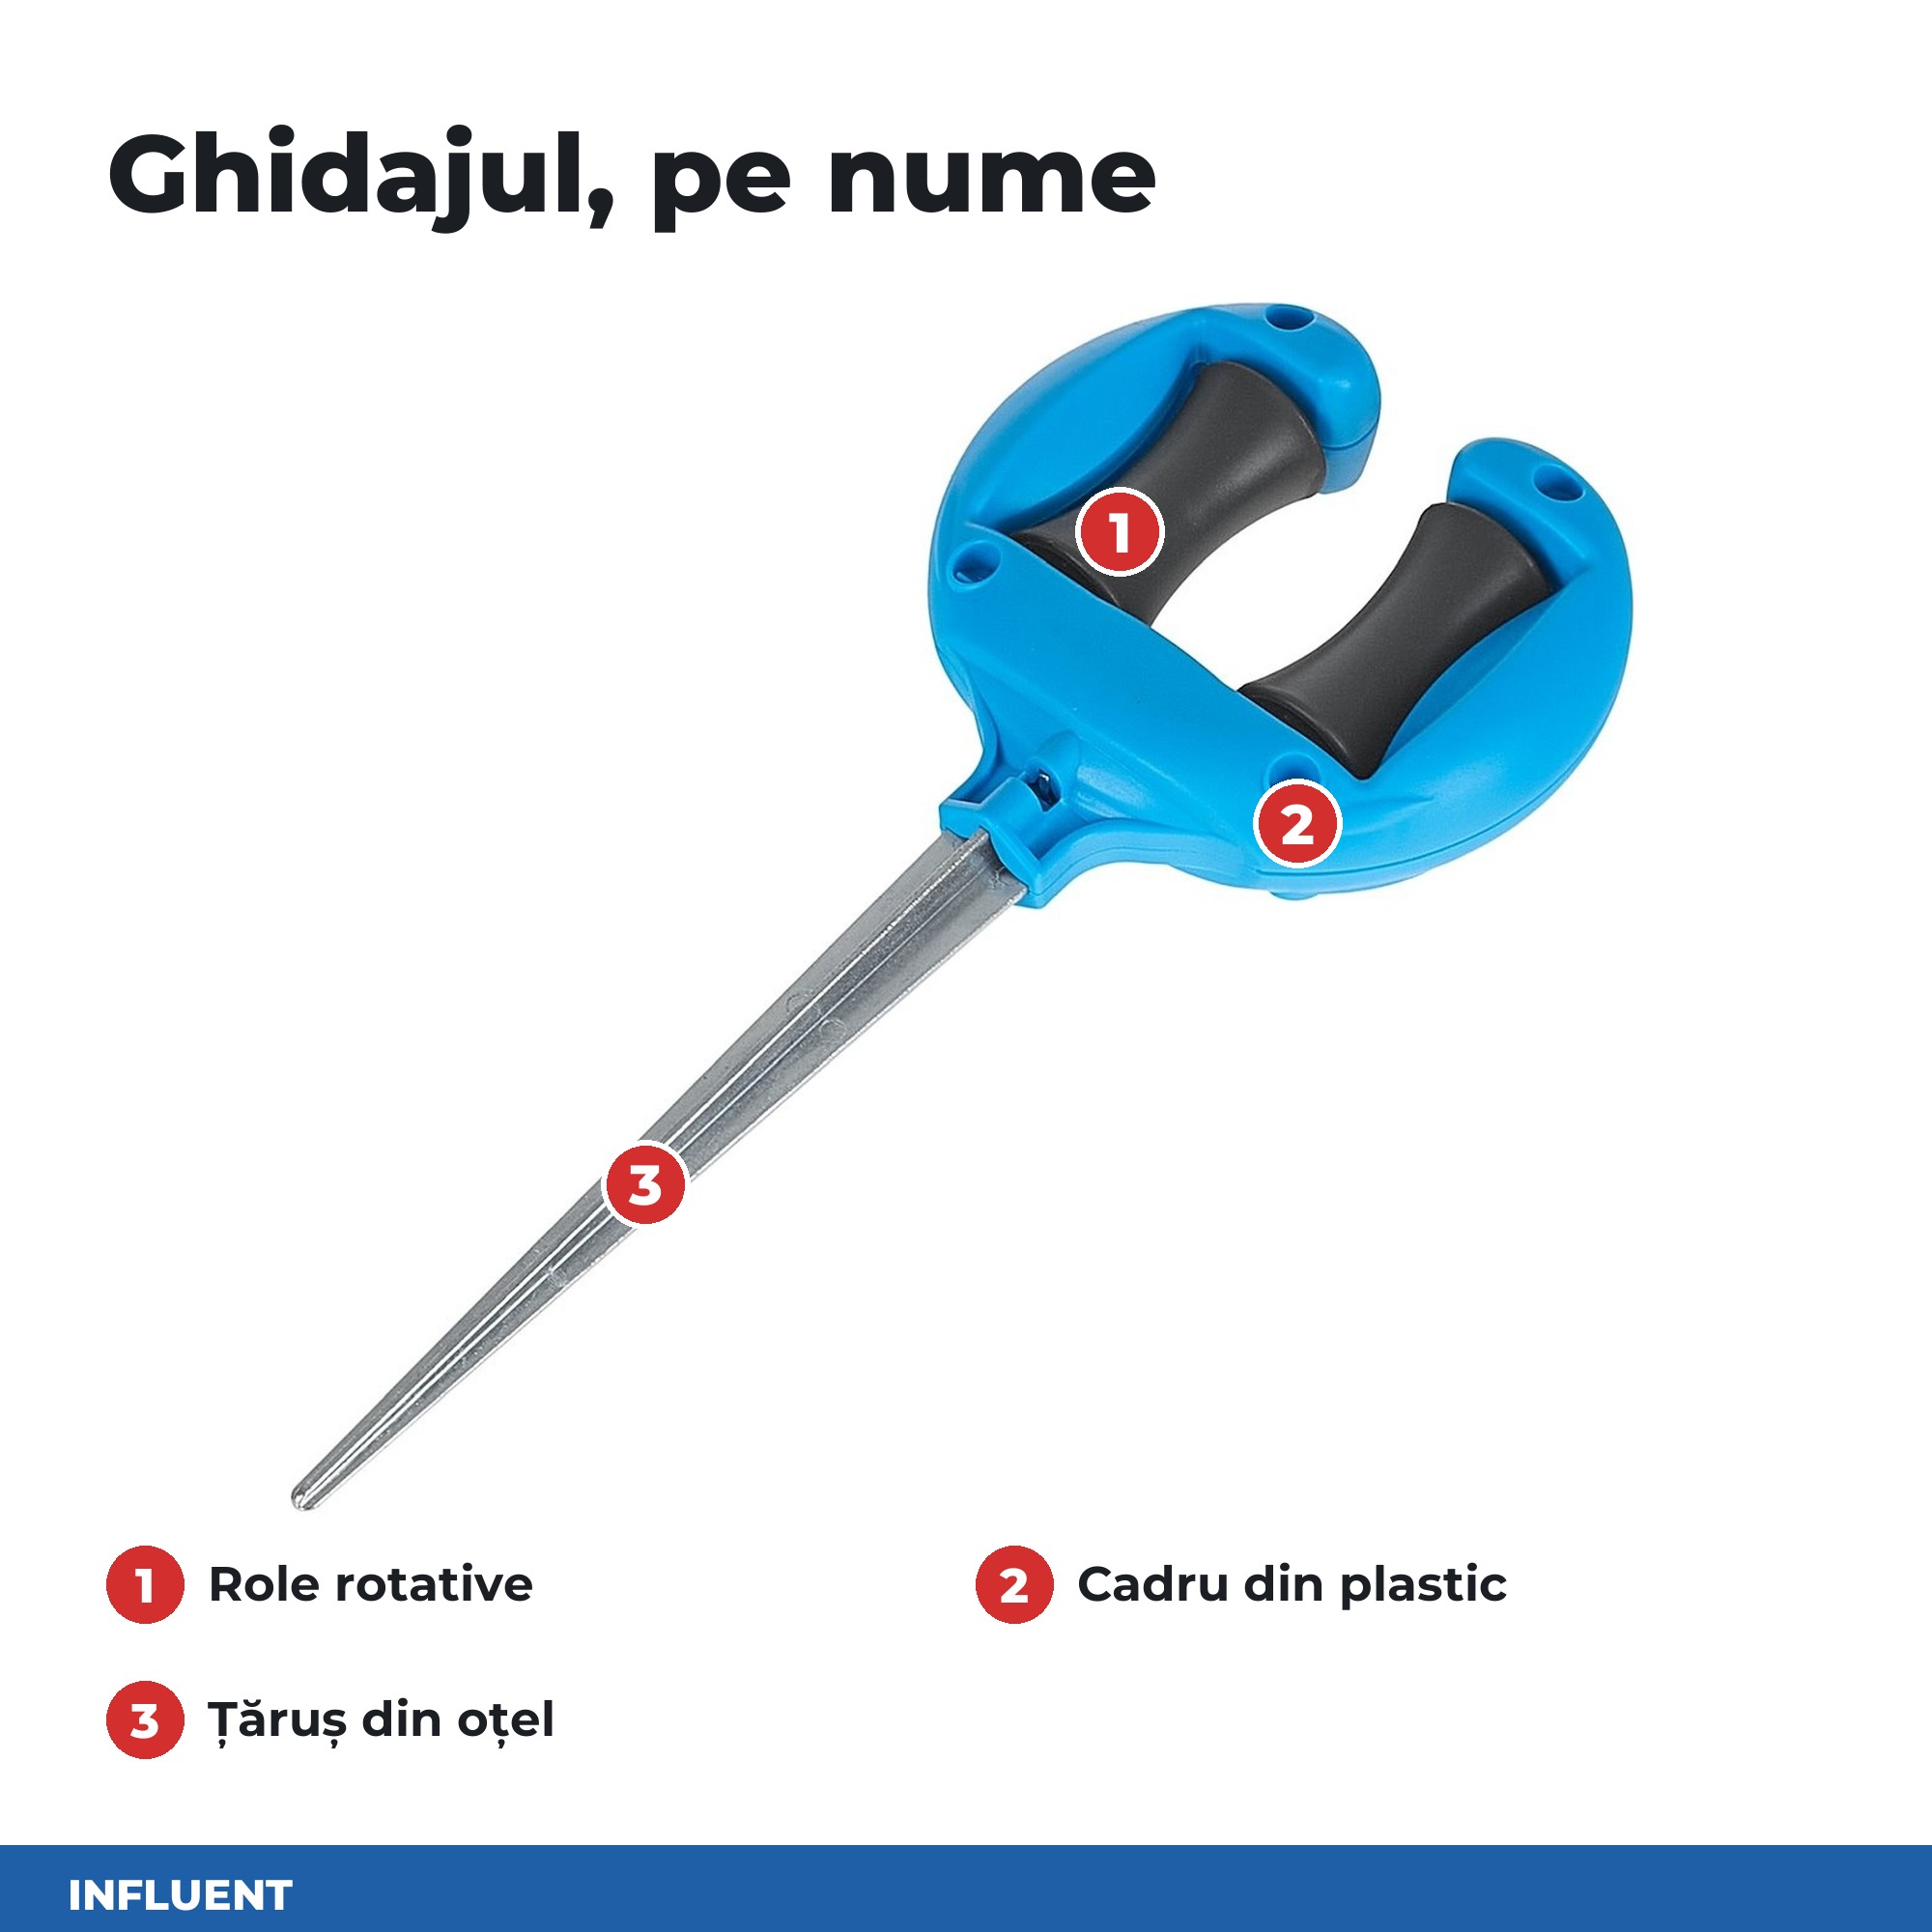 Ghidajul, pe nume
1
2
3
1 Role rotative
2 Cadru din plastic
3 Țăruș din oțel
INFLUENT